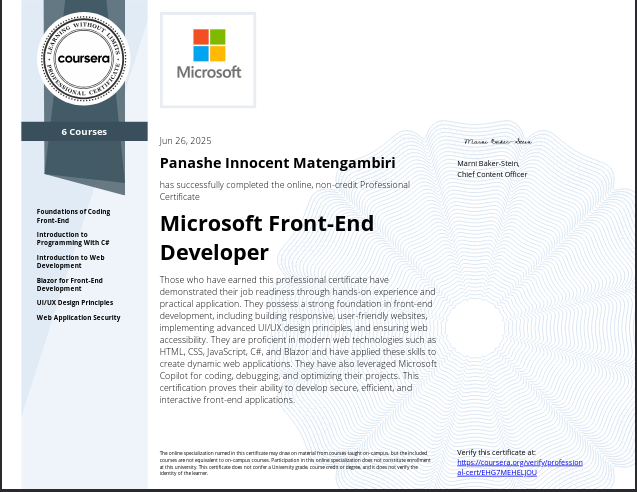 LEARNING WITHOUT LIMITS
coursera
PROFESSIONAL CERTIFICATE
6 Courses
Foundations of Coding
Front-End
Introduction to
Programming With C#
Introduction to Web
Development
Blazor for Front-End
Development
UI/UX Design Principles
Web Application Security
Microsoft
Jun 26, 2025
Panashe Innocent Matengambiri
has successfully completed the online, non-credit Professional
Certificate
Microsoft Front-End
Developer
Those who have earned this professional certificate have
demonstrated their job readiness through hands-on experience and
practical application. They possess a strong foundation in front-end
development, including building responsive, user-friendly websites,
implementing advanced UI/UX design principles, and ensuring web
accessibility. They are proficient in modern web technologies such as
HTML, CSS, JavaScript, C#, and Blazor and have applied these skills to
create dynamic web applications. They have also leveraged Microsoft
Copilot for coding, debugging, and optimizing their projects. This
certification proves their ability to develop secure, efficient, and
interactive front-end applications.
Marni Baker-Stein
Marni Baker-Stein,
Chief Content Officer
The online specialization named in this certificate may draw on material from courses taught on-campus, but the included
courses are not equivalent to on-campus courses. Participation in this online specialization does not constitute enrollment
at this university. This certificate does not confer a University grade, course credit or degree, and it does not verify the
identity of the learner.
Verify this certificate at:
https://coursera.org/verify/profession
al-cert/EHG7MEHELJOU